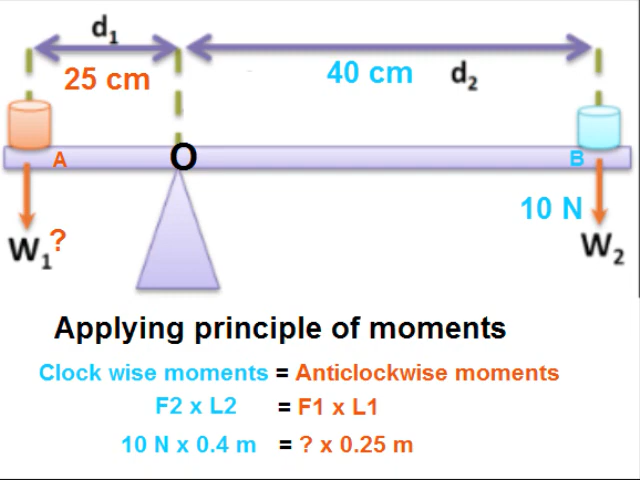 d1
25 cm 40 cm d2
A O B
10 N
W1? W2
Applying principle of moments
Clock wise moments = Anticlockwise moments
F2 x L2 = F1 x L1
10 N x 0.4 m = ? x 0.25 m